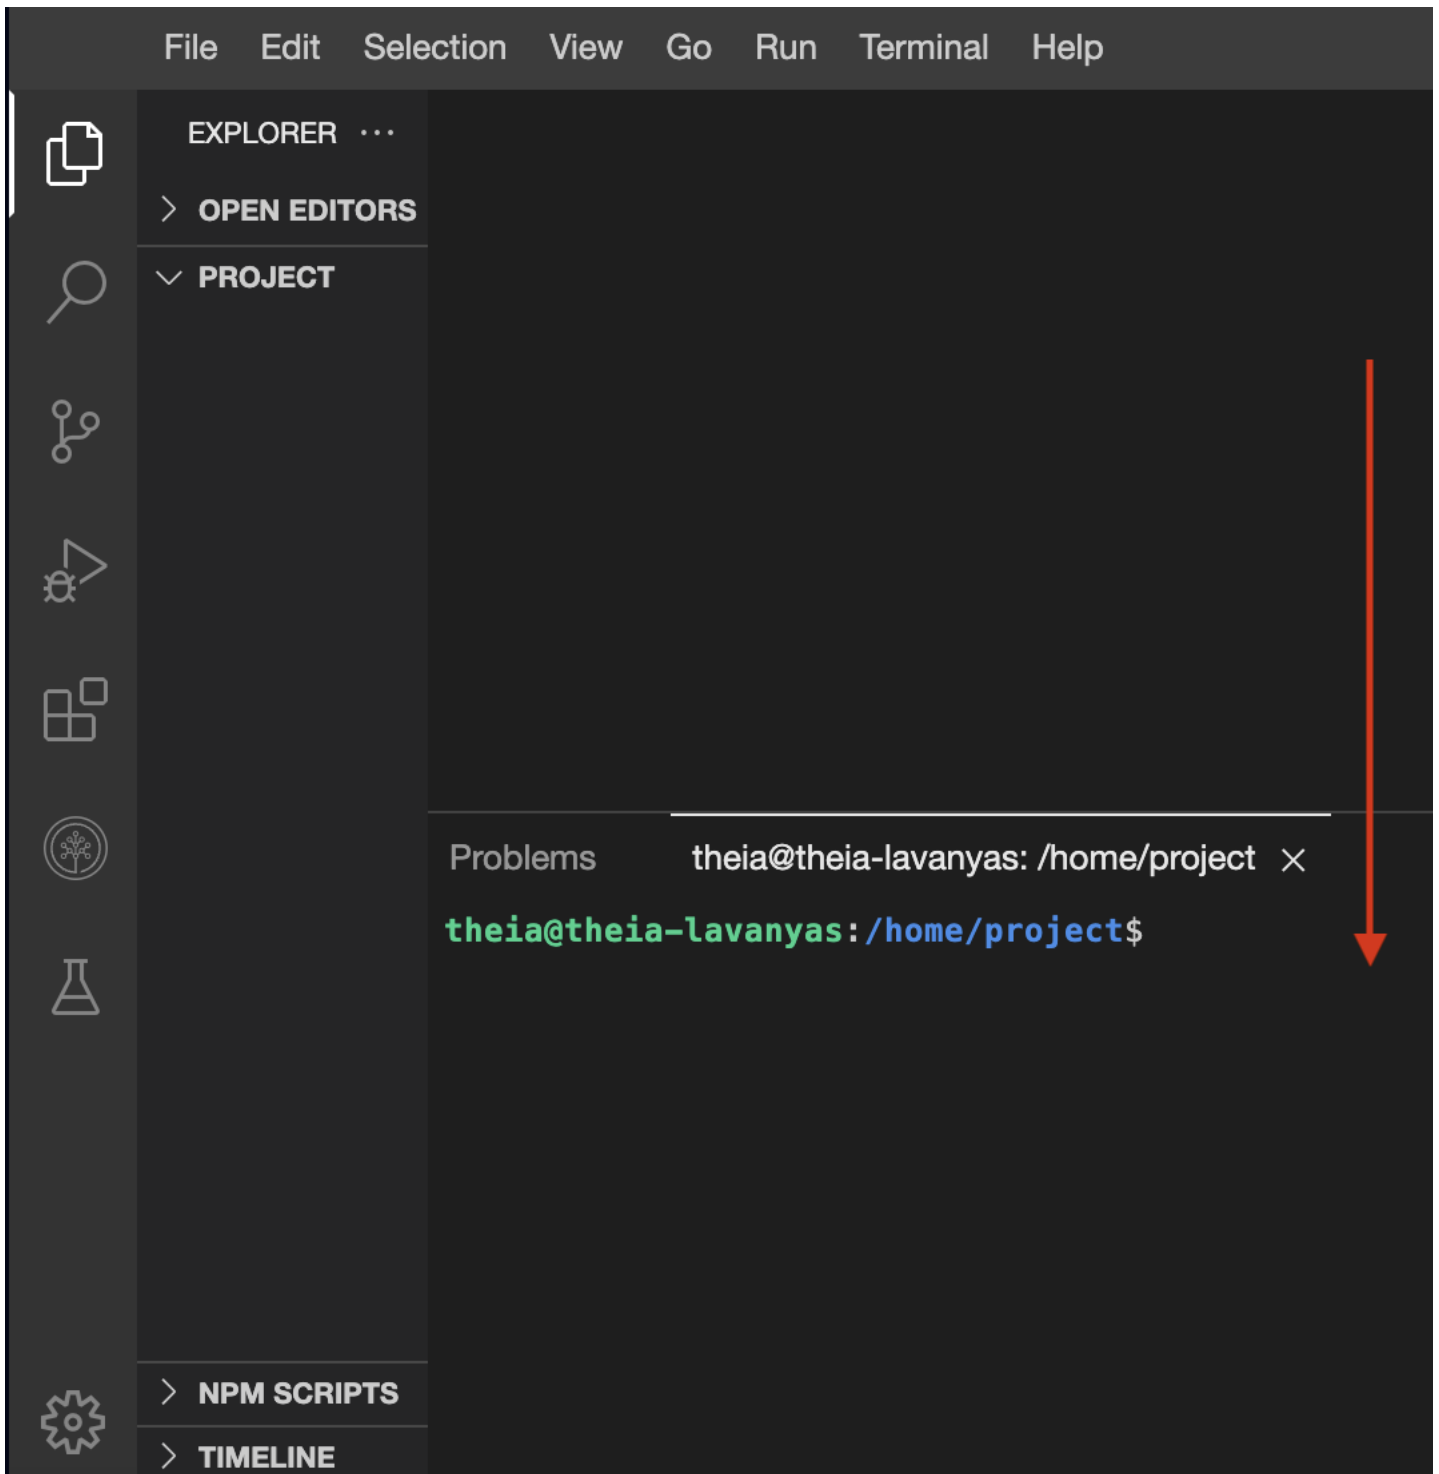 File Edit Selection View Go Run Terminal Help
EXPLORER ···
OPEN EDITORS
PROJECT
Problems theia@theia-lavanyas: /home/project
theia@theia-lavanyas:/home/project$
NPM SCRIPTS
TIMELINE